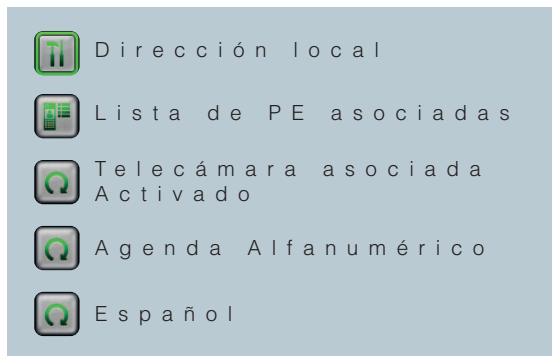 Dirección local
Lista de PE asociadas
Telecámara asociada
Activado
Agenda Alfanumérico
Español